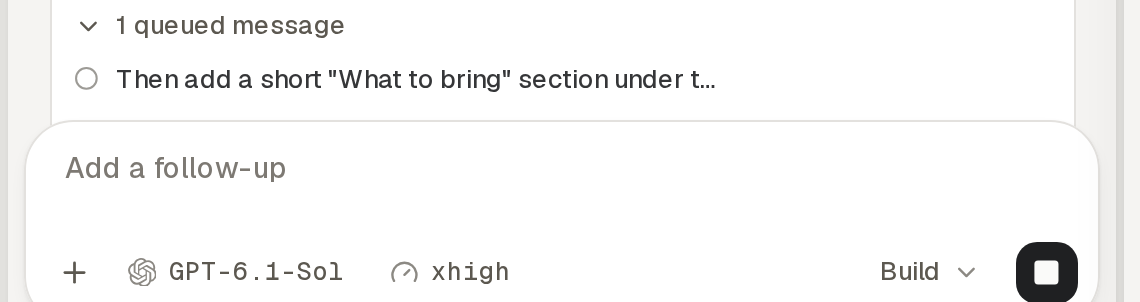 1 queued message
Then add a short "What to bring" section under t...
Add a follow-up
GPT-6.1-Sol xhigh Build